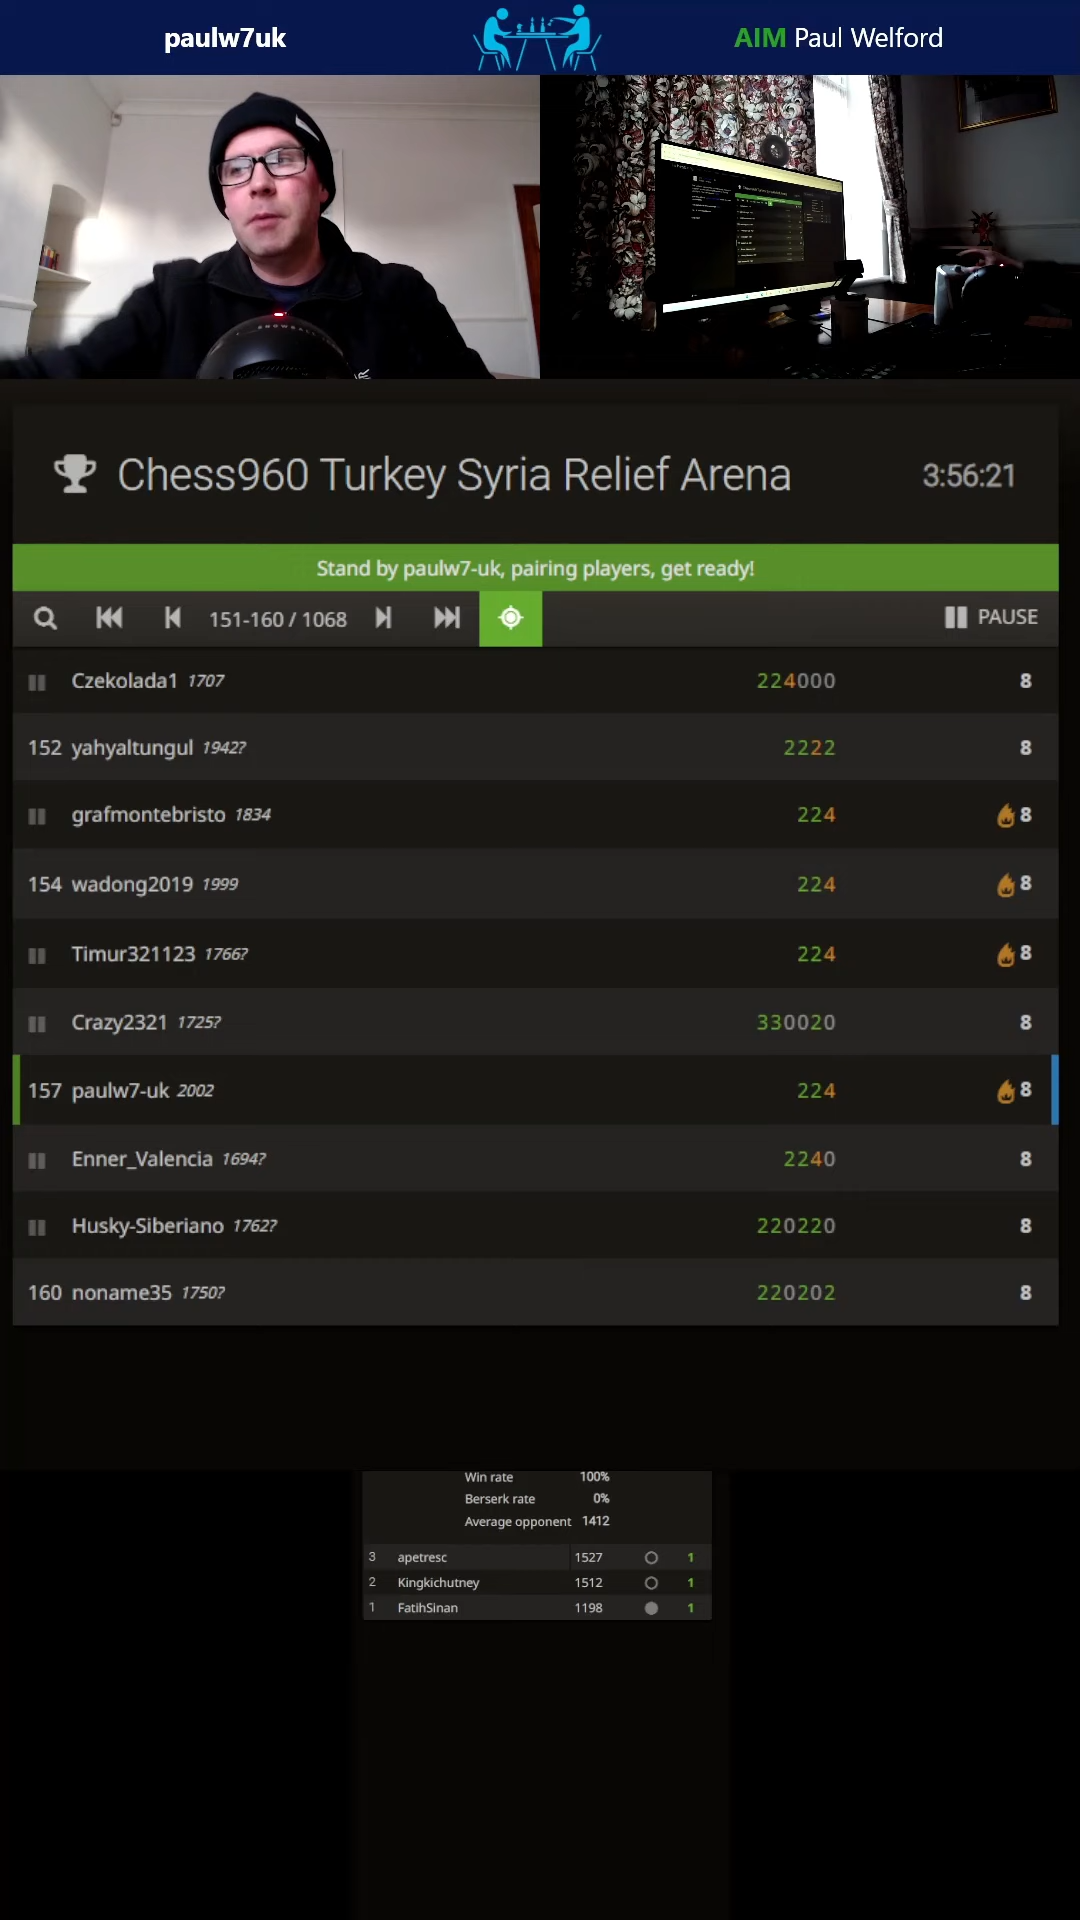 paulw7uk
AIM Paul Welford
Chess960 Turkey Syria Relief Arena
3:56:21
Stand by paulw7-uk, pairing players, get ready!
151-160 / 1068
PAUSE
Czekolada1 1707 224000 8
152 yahyaltungul 1942? 2222 8
grafmontebristo 1834 224 8
154 wadong2019 1999 224 8
Timur321123 1766? 224 8
Crazy2321 1725? 330020 8
157 paulw7-uk 2002 224 8
Enner_Valencia 1694? 2240 8
Husky-Siberiano 1762? 220220 8
160 noname35 1750? 220202 8
Win rate 100%
Berserk rate 0%
Average opponent 1412
3 apetresc 1527 1
2 Kingkichutney 1512 1
1 FatihSinan 1198 1